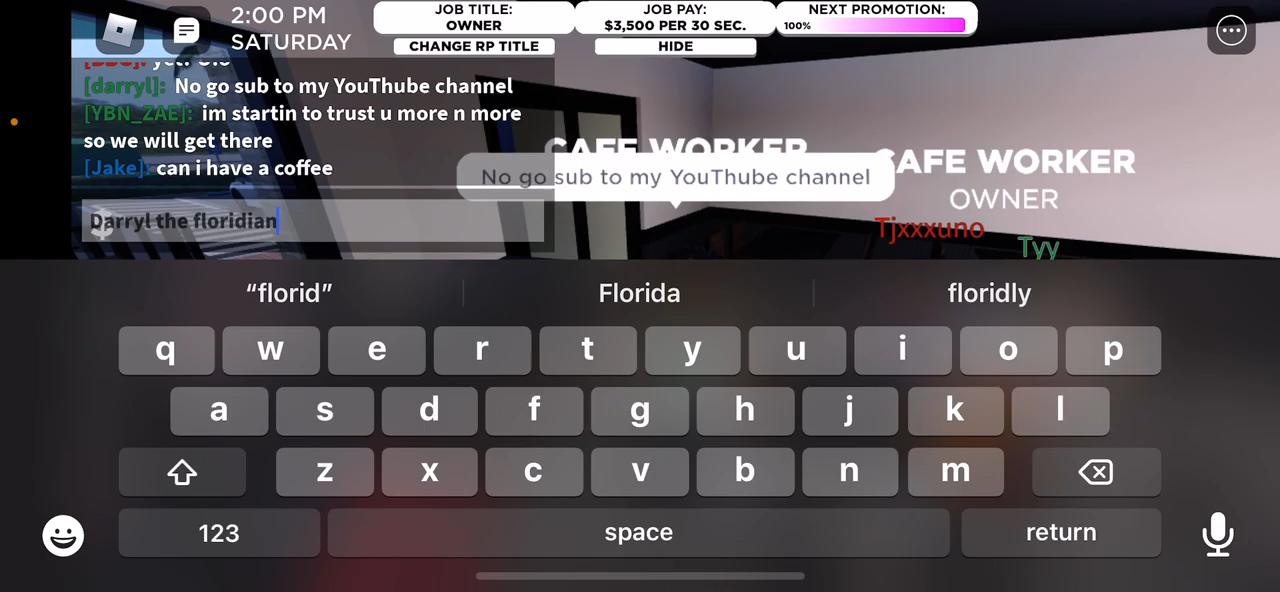 2:00 PM
SATURDAY
JOB TITLE:
OWNER
CHANGE RP TITLE
JOB PAY:
$3,500 PER 30 SEC.
HIDE
NEXT PROMOTION:
100%
[darryl]: No go sub to my YouThube channel
[YBN_ZAE]: im startin to trust u more n more
so we will get there
[Jake]: can i have a coffee
Darryl the floridian
CAFE WORKER
No go sub to my YouThube channel
CAFE WORKER
OWNER
Tjxxxuno
Tyy
“florid” Florida floridly
q w e r t y u i o p
a s d f g h j k l
z x c v b n m
123 space return